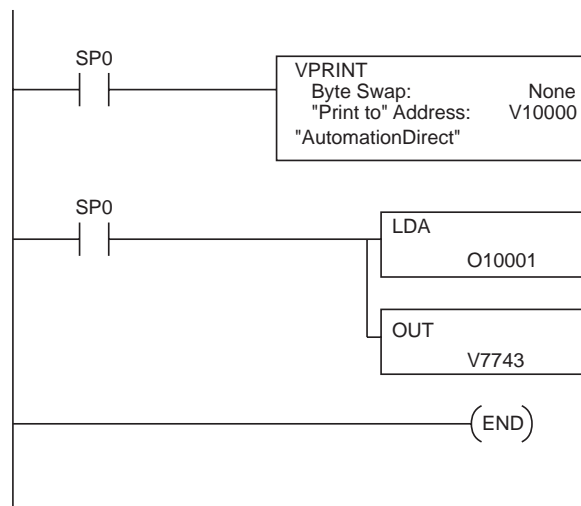 SP0
VPRINT
Byte Swap: None
"Print to" Address: V10000
"AutomationDirect"
SP0
LDA
O10001
OUT
V7743
END